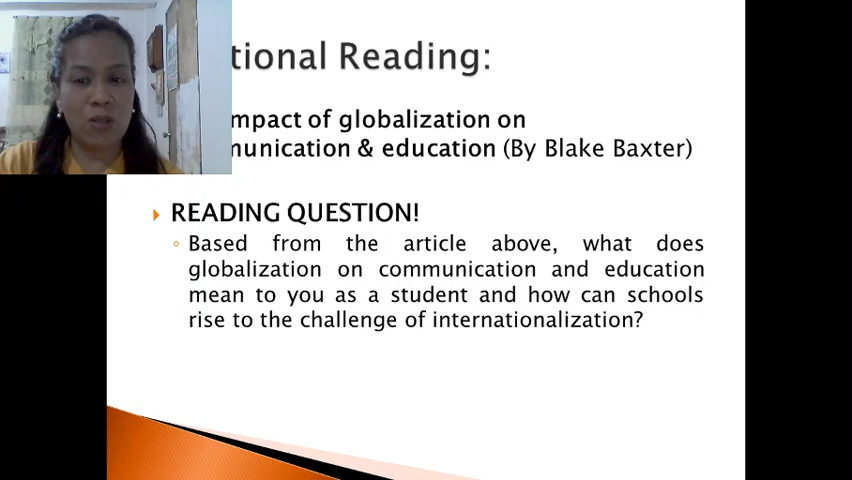 tional Reading:
mpact of globalization on
munication & education (By Blake Baxter)
READING QUESTION!
Based from the article above, what does
globalization on communication and education
mean to you as a student and how can schools
rise to the challenge of internationalization?